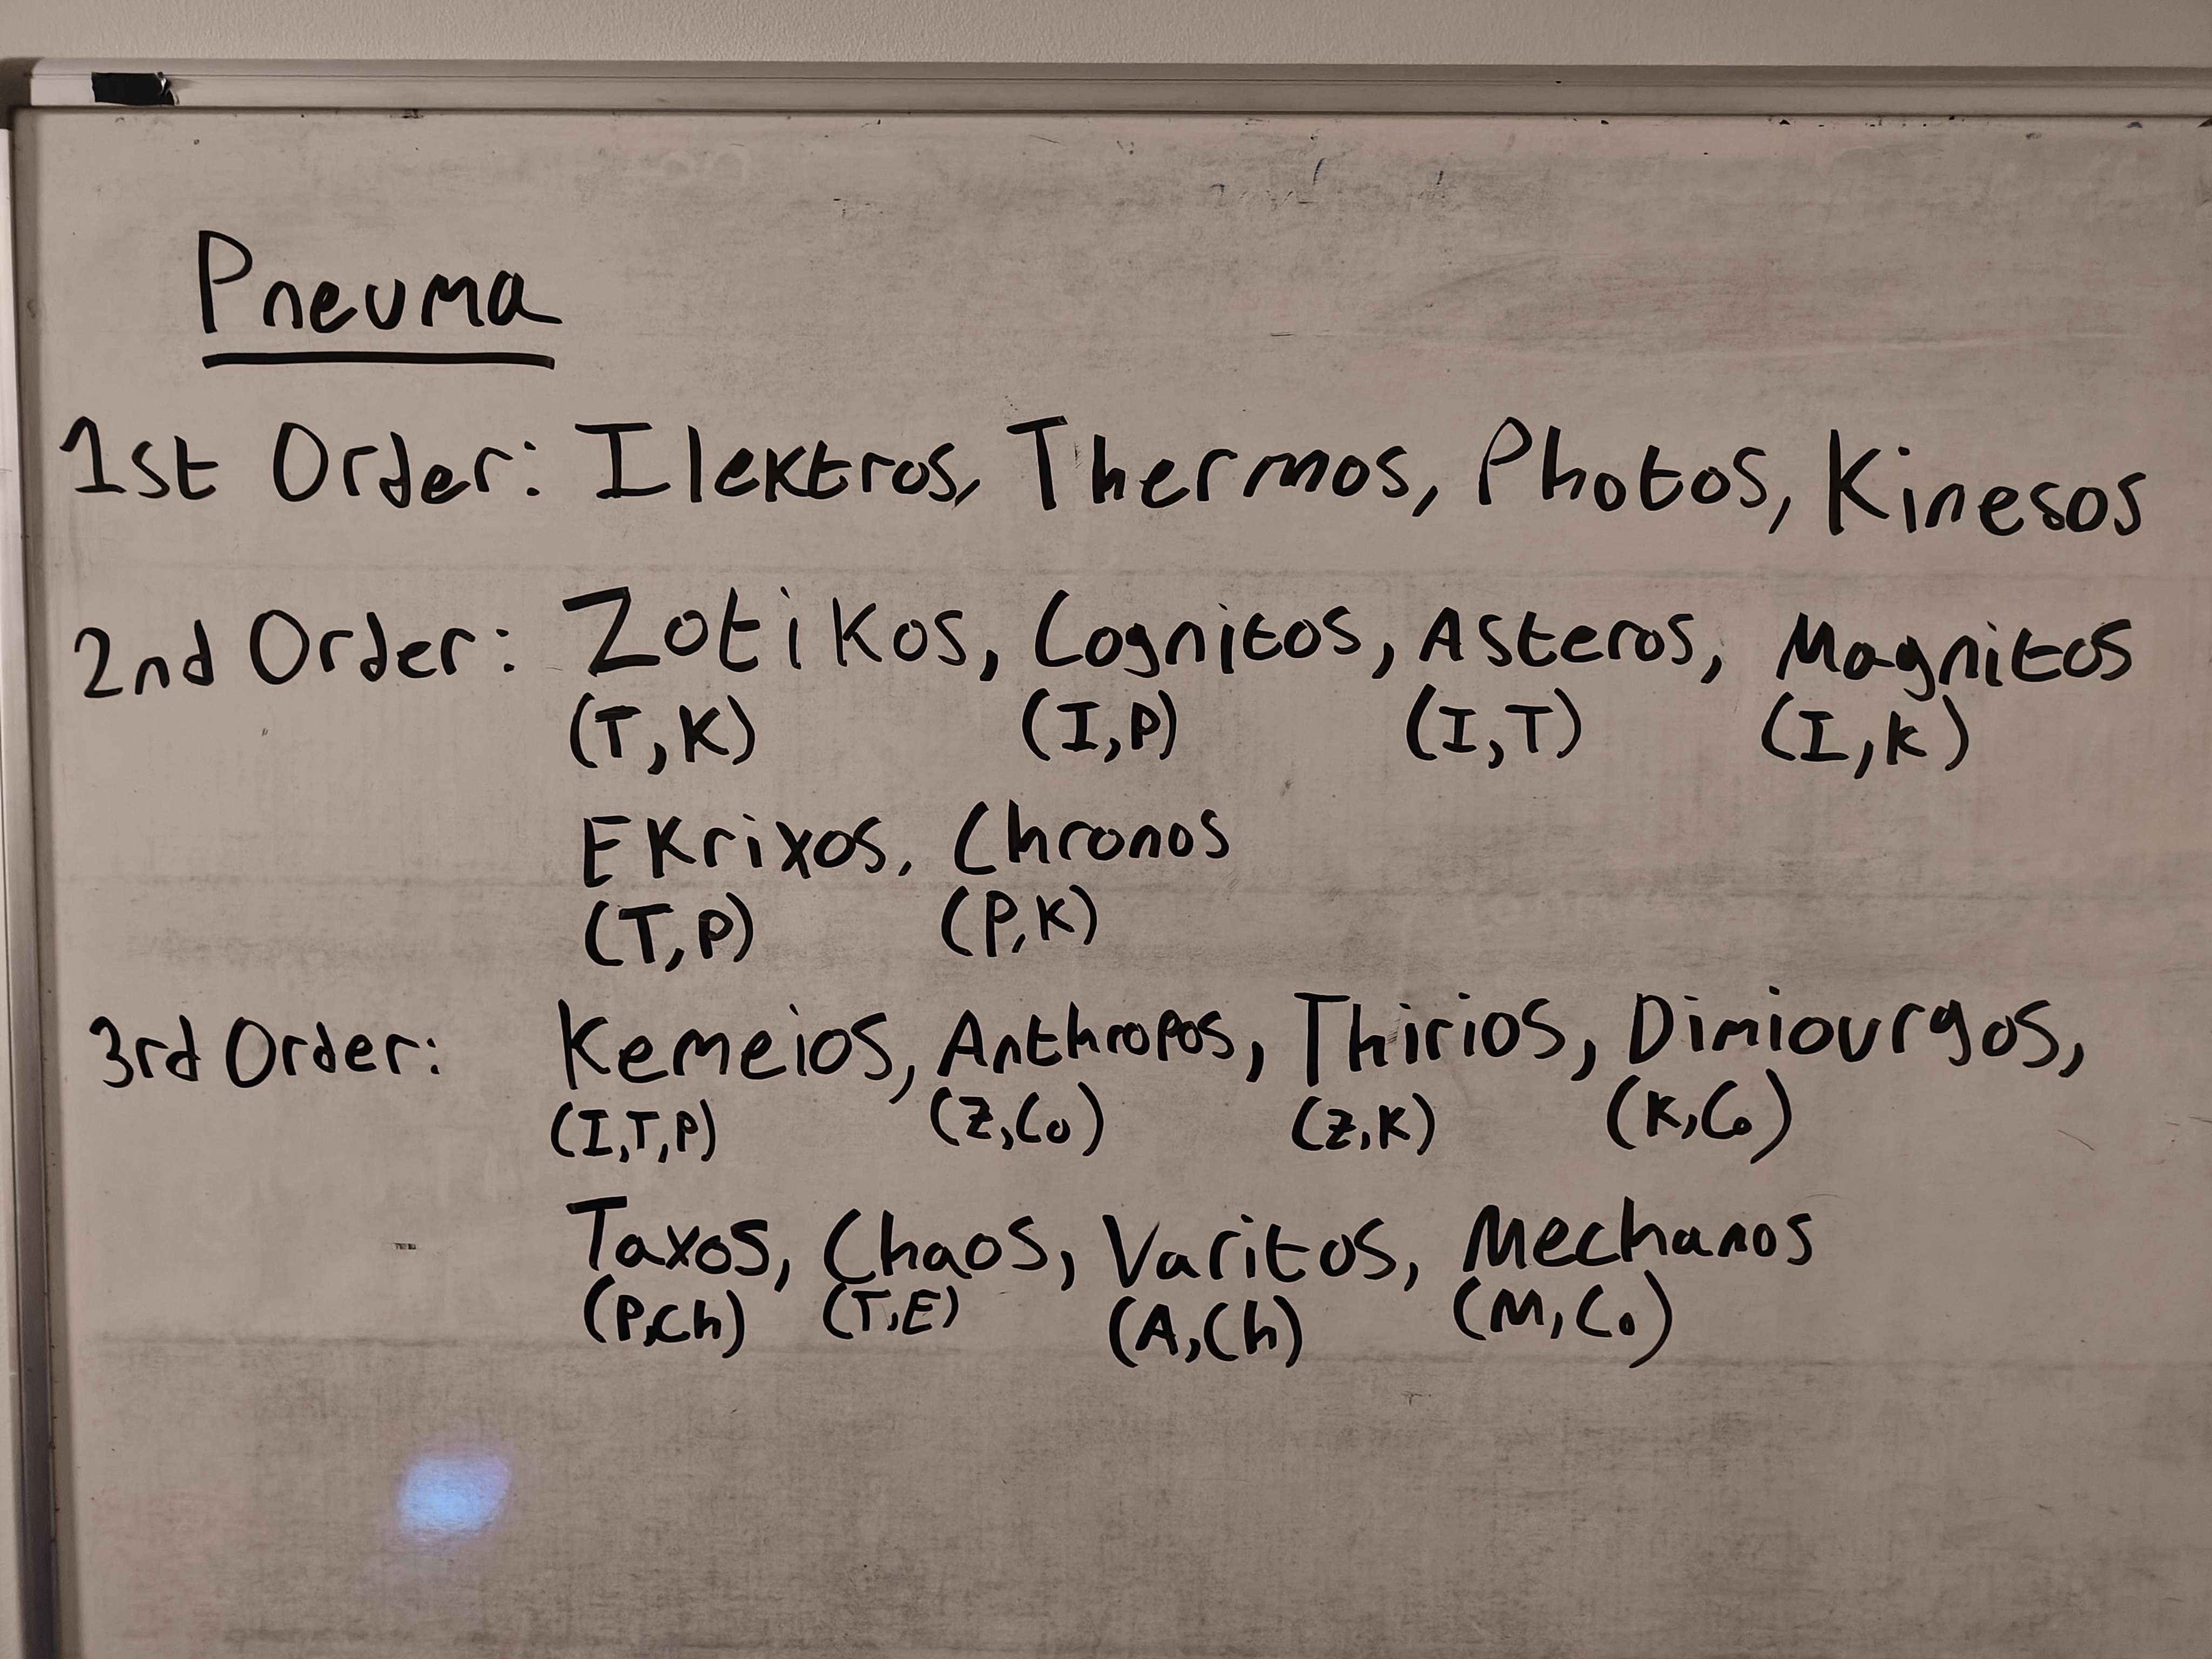 Pneuma
1st Order: Ilektros, Thermos, Photos, Kinesos
2nd Order: Zotikos, Cognitos, Asteros, Magnitos
(T,K) (I,P) (I,T) (I,K)
Ekrixos, Chronos
(T,P) (P,K)
3rd Order: Kemeios, Anthropos, Thirios, Dimiourgos,
(I,T,P) (Z,Co) (Z,K) (K,Co)
Taxos, Chaos, Varitos, Mechanos
(P,Ch) (T,E) (A,Ch) (M,Co)